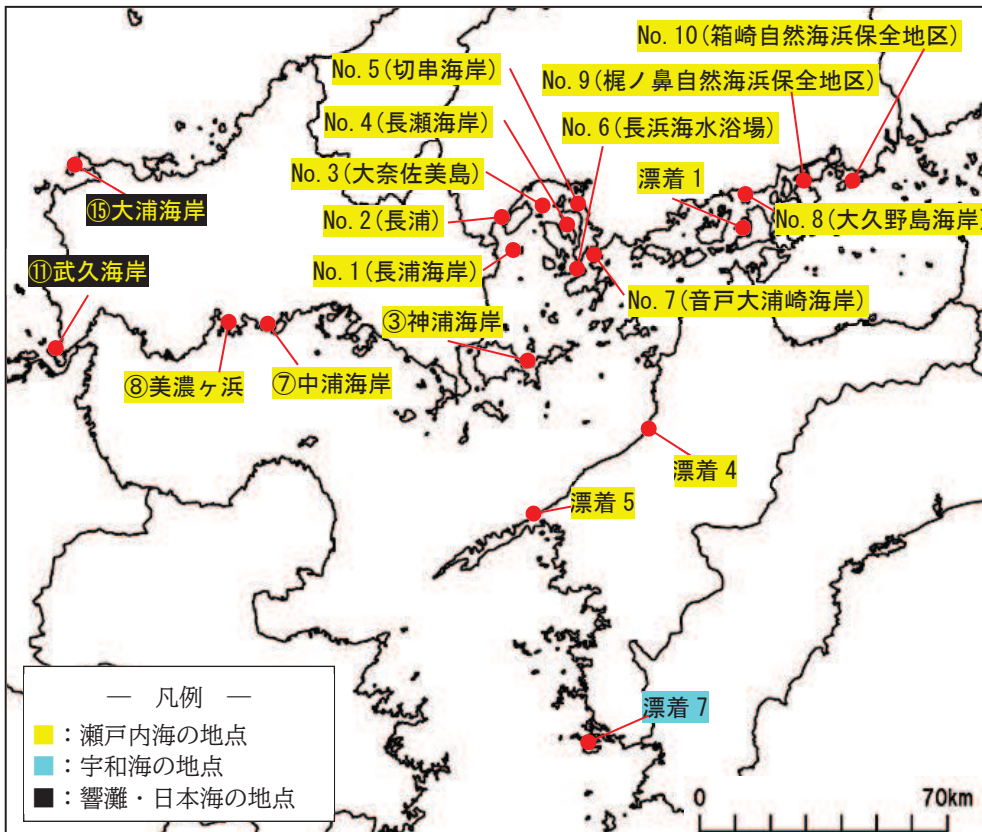 No.10(箱崎自然海浜保全地区)
No.5(切串海岸)
No.9(梶ノ鼻自然海浜保全地区)
No.4(長瀬海岸)
No.6(長浜海水浴場)
No.3(大奈佐美島)
漂着 1
⑮大浦海岸
No.2(長浦)
No.8(大久野島海岸)
No.1(長浦海岸)
⑪武久海岸
No.7(音戸大浦崎海岸)
③神浦海岸
⑧美濃ヶ浜
⑦中浦海岸
漂着 4
漂着 5
漂着 7
― 凡例 ―
：瀬戸内海の地点
：宇和海の地点
：響灘・日本海の地点
0 70km